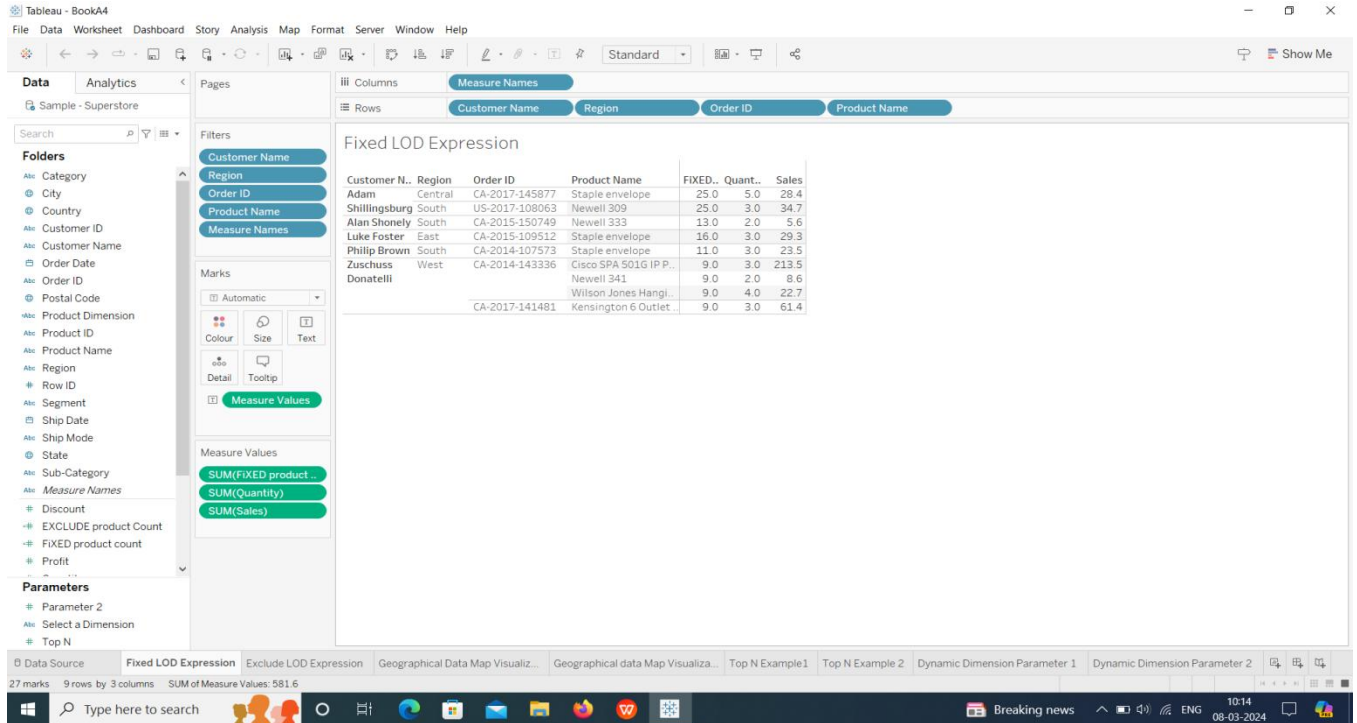 Tableau - BookA4
File Data Worksheet Dashboard Story Analysis Map Format Server Window Help
Standard
Show Me
Data Analytics
Sample - Superstore
Search
Folders
Abc Category
City
Country
Abc Customer ID
Abc Customer Name
Order Date
Abc Order ID
Postal Code
Abc Product Dimension
Abc Product ID
Abc Product Name
Abc Region
# Row ID
Abc Segment
Ship Date
Abc Ship Mode
State
Abc Sub-Category
Abc Measure Names
# Discount
=# EXCLUDE product Count
=# FiXED product count
# Profit
Parameters
# Parameter 2
Abc Select a Dimension
# Top N
Pages
Filters
Customer Name
Region
Order ID
Product Name
Measure Names
Marks
Automatic
Colour Size Text
Detail Tooltip
Measure Values
Measure Values
SUM(FiXED product ..
SUM(Quantity)
SUM(Sales)
iii Columns Measure Names
Rows Customer Name Region Order ID Product Name
Fixed LOD Expression
Customer N.. Region Order ID Product Name FiXED.. Quant.. Sales
Adam Central CA-2017-145877 Staple envelope 25.0 5.0 28.4
Shillingsburg South US-2017-108063 Newell 309 25.0 3.0 34.7
Alan Shonely South CA-2015-150749 Newell 333 13.0 2.0 5.6
Luke Foster East CA-2015-109512 Staple envelope 16.0 3.0 29.3
Philip Brown South CA-2014-107573 Staple envelope 11.0 3.0 23.5
Zuschuss West CA-2014-143336 Cisco SPA 501G IP P.. 9.0 3.0 213.5
Donatelli Newell 341 9.0 2.0 8.6
Wilson Jones Hangi.. 9.0 4.0 22.7
CA-2017-141481 Kensington 6 Outlet .. 9.0 3.0 61.4
Data Source Fixed LOD Expression Exclude LOD Expression Geographical Data Map Visualiz... Geographical data Map Visualiza... Top N Example1 Top N Example 2 Dynamic Dimension Parameter 1 Dynamic Dimension Parameter 2
27 marks 9 rows by 3 columns SUM of Measure Values: 581.6
Type here to search
Breaking news
ENG
10:14
08-03-2024